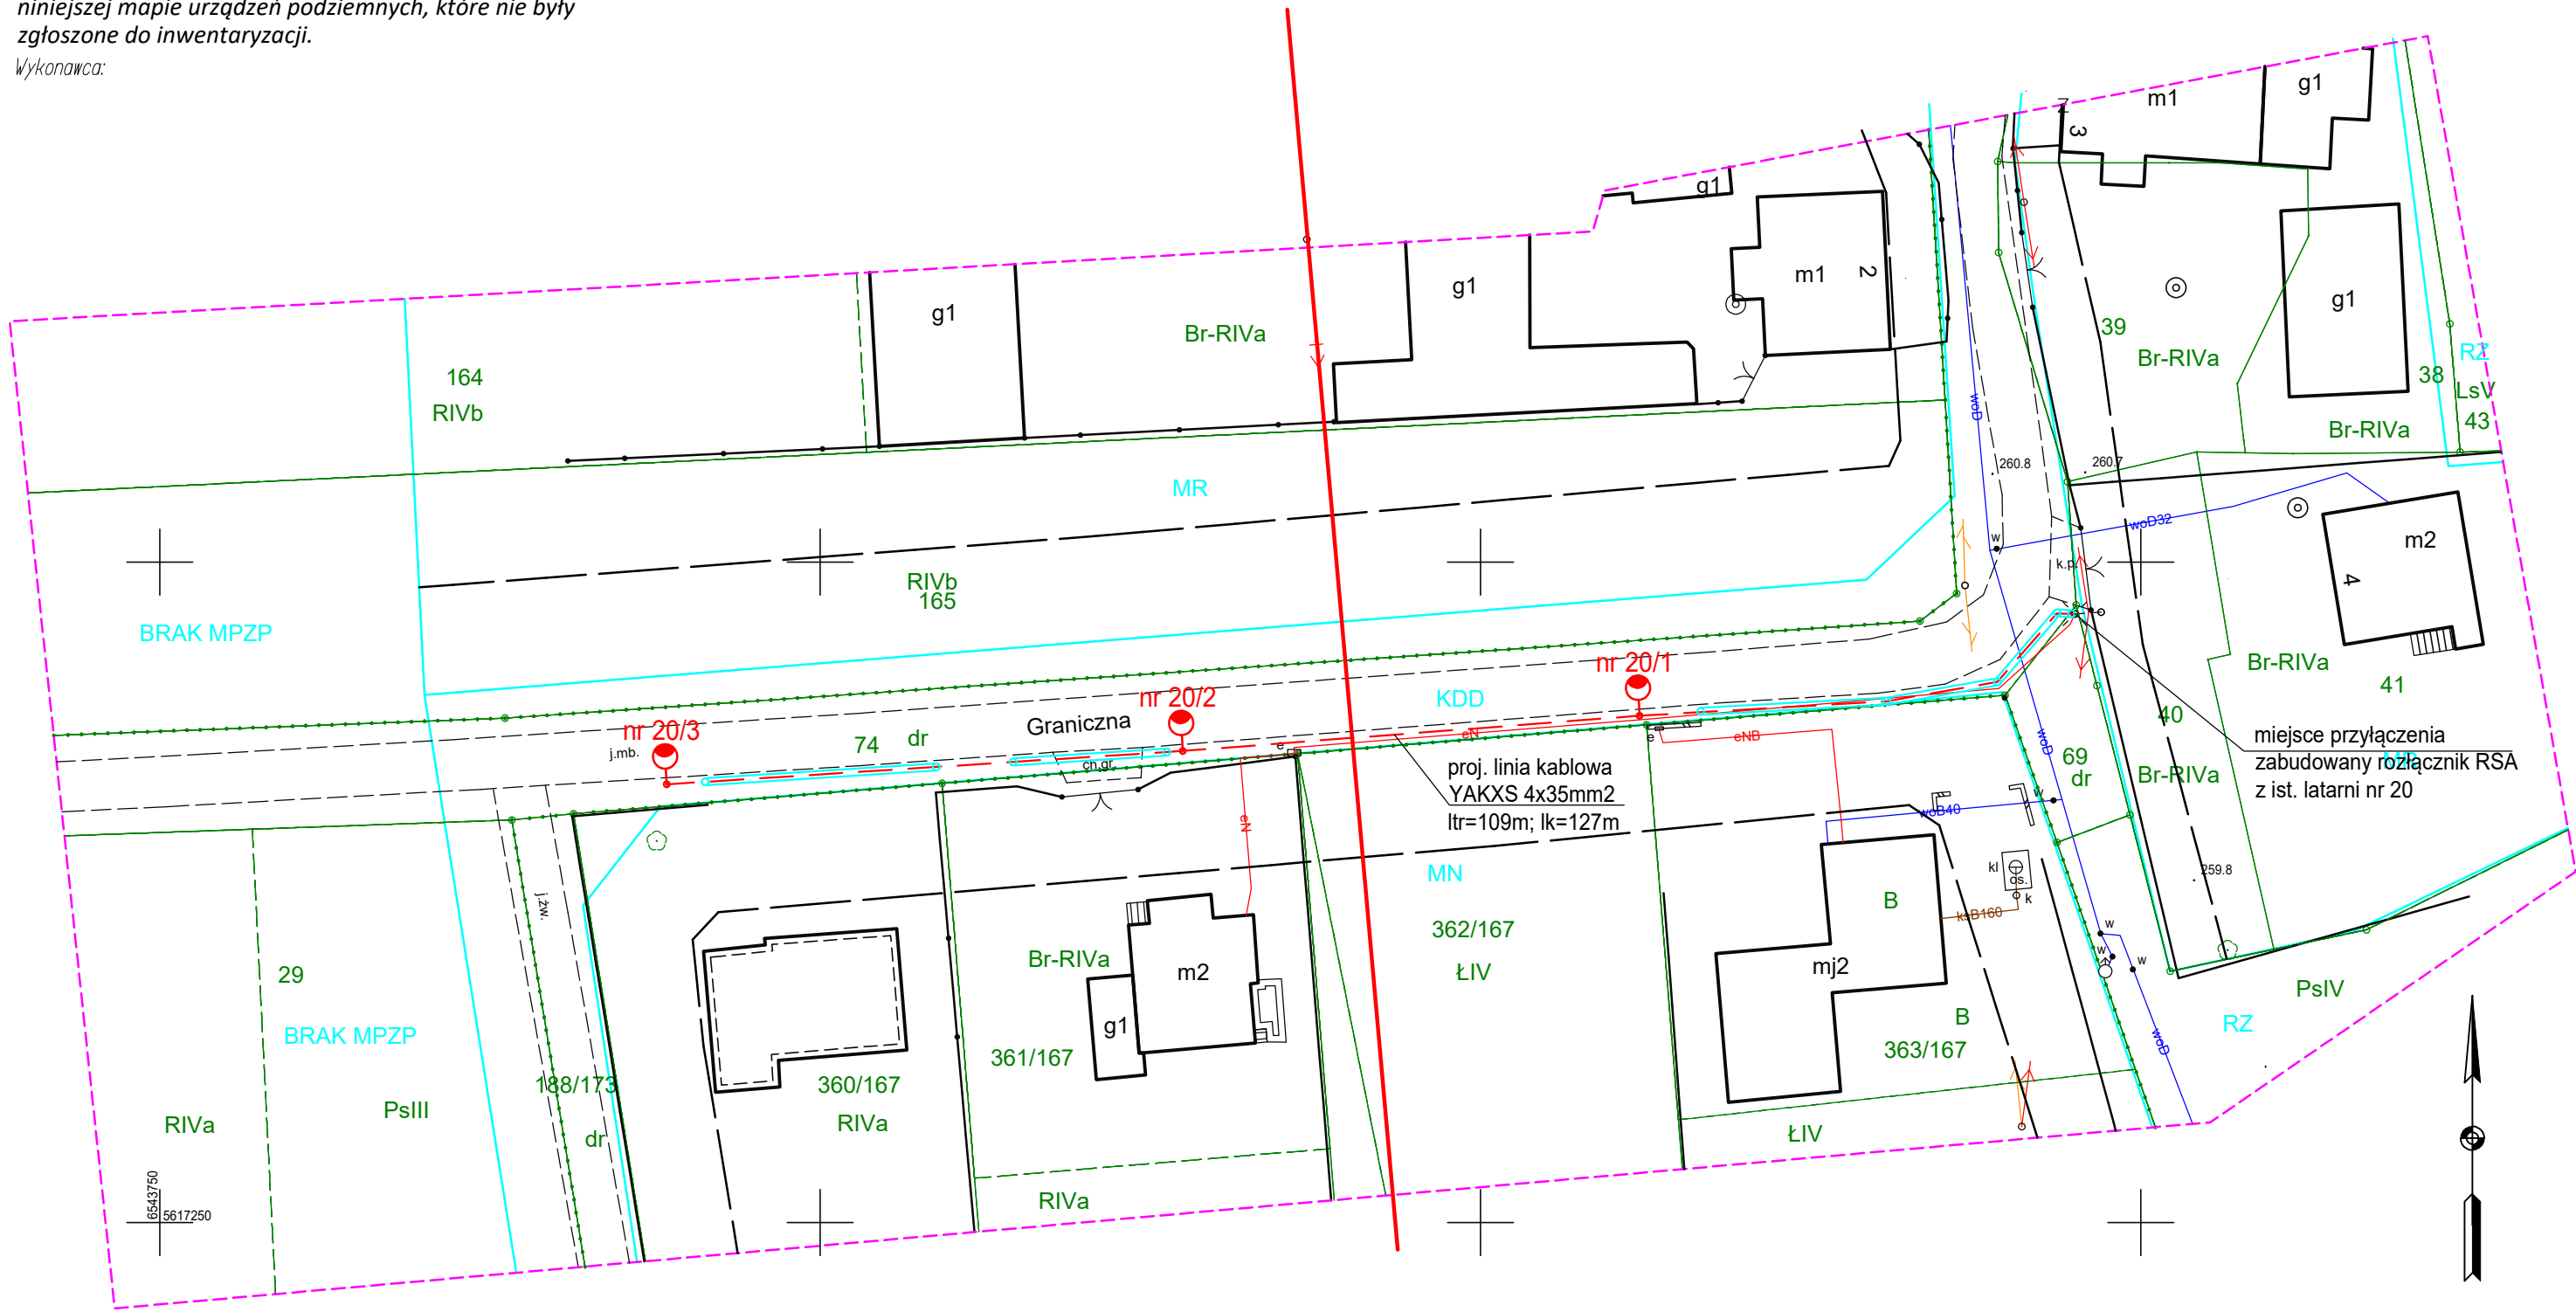 niniejszej mapie urządzeń podziemnych, które nie były
zgłoszone do inwentaryzacji.
Wykonawca:
m1
g1
3
g1
m1
2
g1
g1
g1
Br-RIVa
39
Br-RIVa
38
RZ
LsV
43
Br-RIVa
164
RIVb
MR
woD
260.8
260.7
woD32
w
k.p.
m2
4
RIVb
165
BRAK MPZP
Br-RIVa
41
40
nr 20/1
nr 20/2
nr 20/3
KDD
Graniczna
74
dr
j.mb.
ch.gr.
e
eN
e
eNB
woD
69
dr
Br-RIVa
miejsce przyłączenia
zabudowany rozłącznik RSA
z ist. latarni nr 20
proj. linia kablowa
YAKXS 4x35mm2
ltr=109m; lk=127m
eN
woB40
w
MN
j.żw.
kl
os.
k
ksB160
259.8
B
362/167
ŁIV
w
w
w
29
Br-RIVa
m2
mj2
PsIV
BRAK MPZP
g1
B
RZ
woD
361/167
363/167
188/173
360/167
PsIII
RIVa
RIVa
dr
ŁIV
RIVa
6543750
5617250